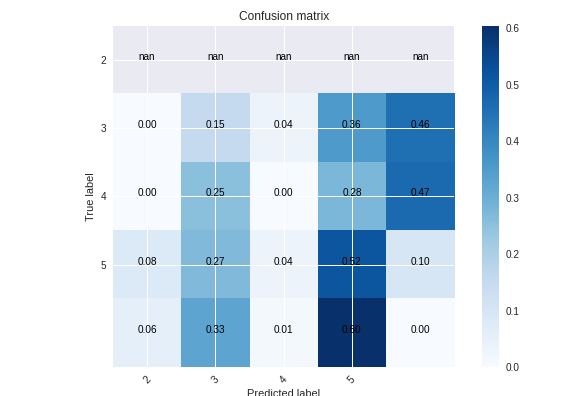 Confusion matrix
2 nan nan nan nan nan
3 0.00 0.15 0.04 0.36 0.46
4 0.00 0.25 0.00 0.28 0.47
5 0.08 0.27 0.04 0.52 0.10
0.06 0.33 0.01 0.60 0.00
2 3 4 5
True label
Predicted label
0.6
0.5
0.4
0.3
0.2
0.1
0.0